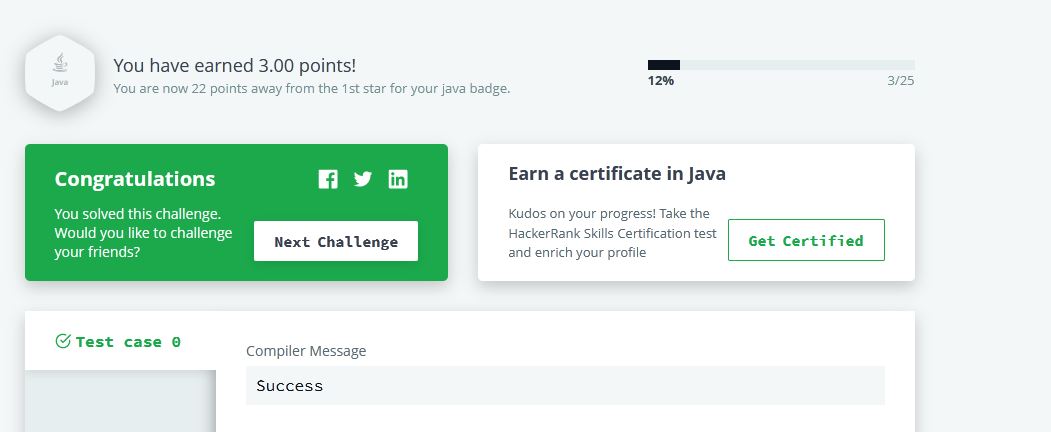 Java
You have earned 3.00 points!
You are now 22 points away from the 1st star for your java badge.
12%
3/25
Congratulations
You solved this challenge.
Would you like to challenge
your friends?
Next Challenge
Earn a certificate in Java
Kudos on your progress! Take the
HackerRank Skills Certification test
and enrich your profile
Get Certified
Test case 0
Compiler Message
Success